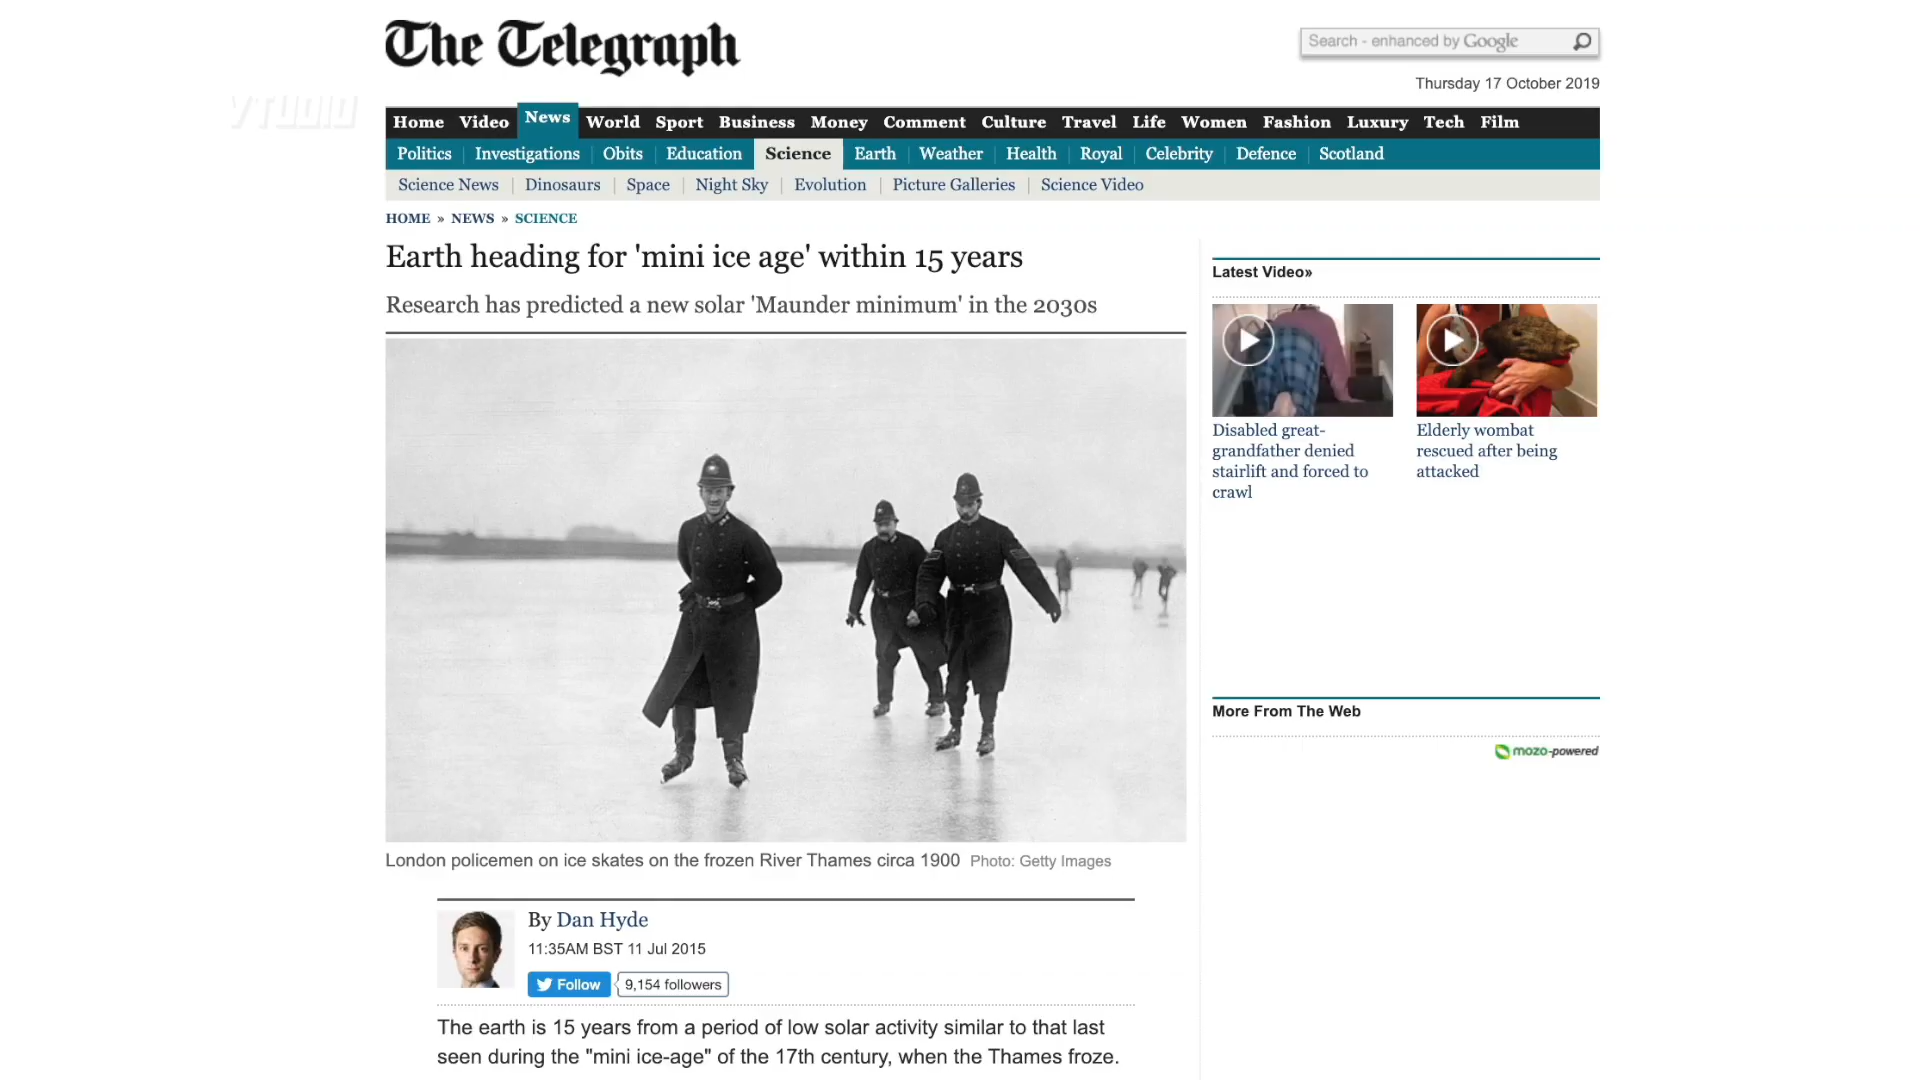 The Telegraph
Search - enhanced by Google
Thursday 17 October 2019
VTUDIO
Home Video News World Sport Business Money Comment Culture Travel Life Women Fashion Luxury Tech Film
Politics Investigations Obits Education Science Earth Weather Health Royal Celebrity Defence Scotland
Science News Dinosaurs Space Night Sky Evolution Picture Galleries Science Video
HOME » NEWS » SCIENCE
Earth heading for 'mini ice age' within 15 years
Research has predicted a new solar 'Maunder minimum' in the 2030s
London policemen on ice skates on the frozen River Thames circa 1900 Photo: Getty Images
By Dan Hyde
11:35AM BST 11 Jul 2015
Follow 9,154 followers
The earth is 15 years from a period of low solar activity similar to that last
seen during the "mini ice-age" of the 17th century, when the Thames froze.
Latest Video»
Disabled great-
grandfather denied
stairlift and forced to
crawl
Elderly wombat
rescued after being
attacked
More From The Web
mozo-powered